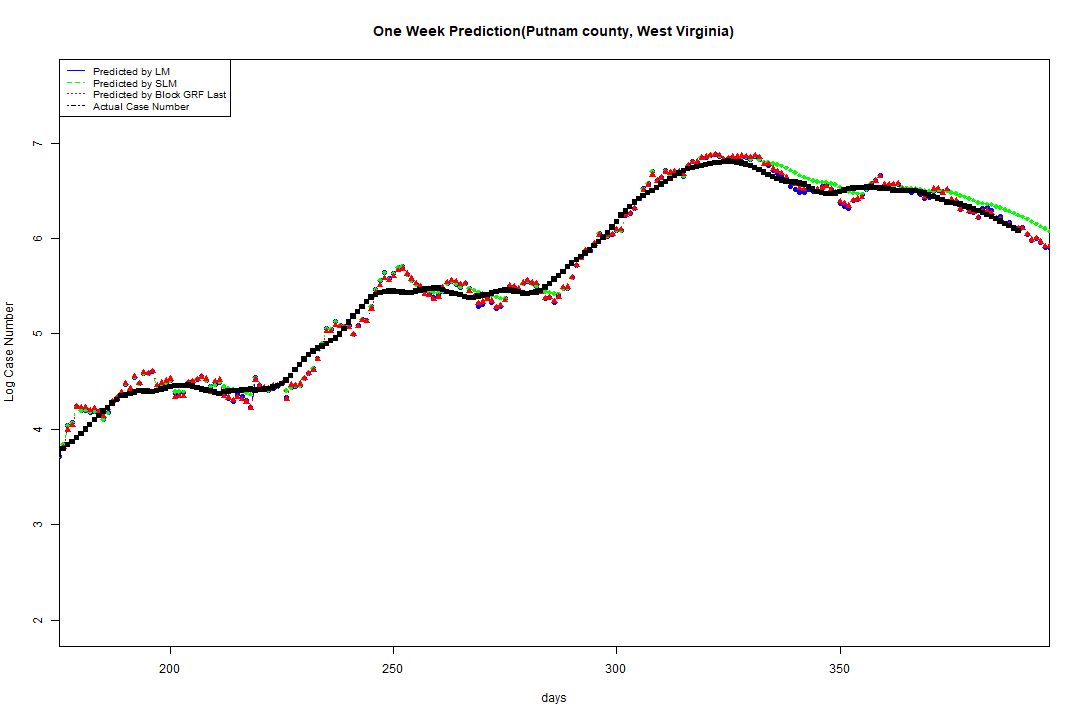 One Week Prediction(Putnam county, West Virginia)
Predicted by LM
Predicted by SLM
Predicted by Block GRF Last
Actual Case Number
7
6
5
4
3
2
Log Case Number
200 250 300 350
days